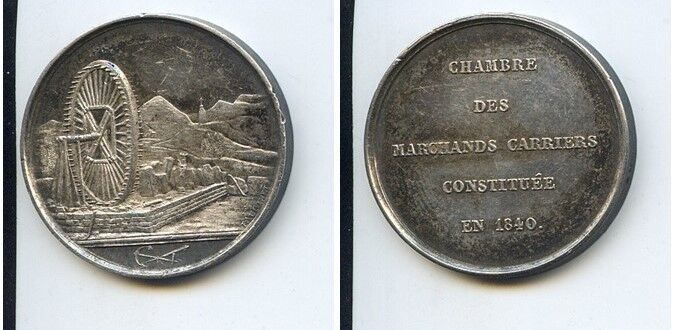 CHAMBRE
DES
MARCHANDS CARRIERS
CONSTITUÉE
EN 1840.